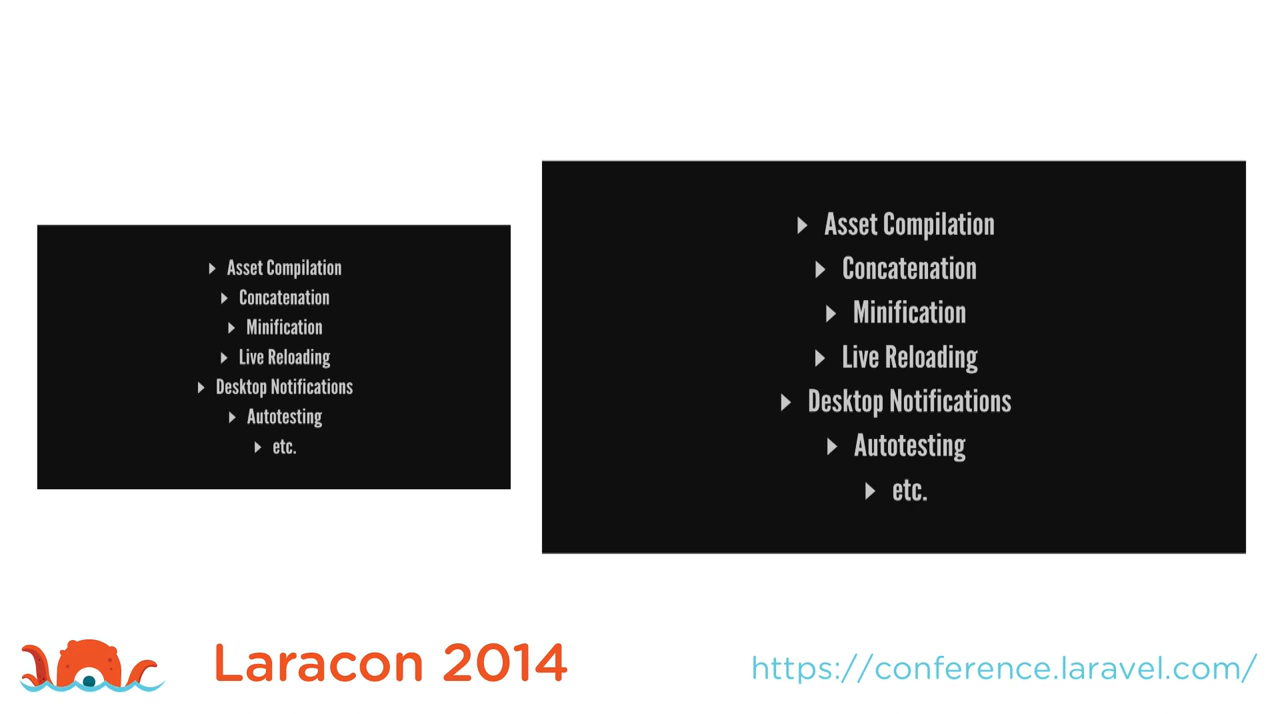 Asset Compilation
Concatenation
Minification
Live Reloading
Desktop Notifications
Autotesting
etc.
Asset Compilation
Concatenation
Minification
Live Reloading
Desktop Notifications
Autotesting
etc.
Laracon 2014
https://conference.laravel.com/